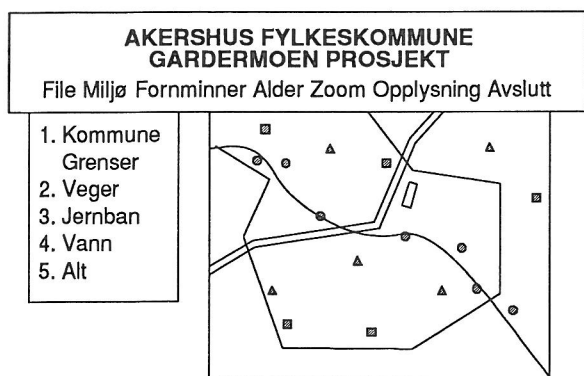 AKERSHUS FYLKESKOMMUNE
GARDERMOEN PROSJEKT
File Miljø Fornminner Alder Zoom Opplysning Avslutt
1. Kommune
Grenser
2. Veger
3. Jernban
4. Vann
5. Alt